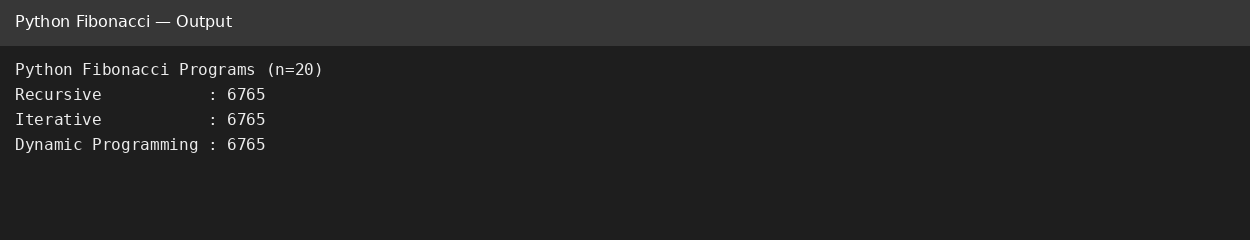 Python Fibonacci — Output
Python Fibonacci Programs (n=20)
Recursive           : 6765
Iterative           : 6765
Dynamic Programming : 6765